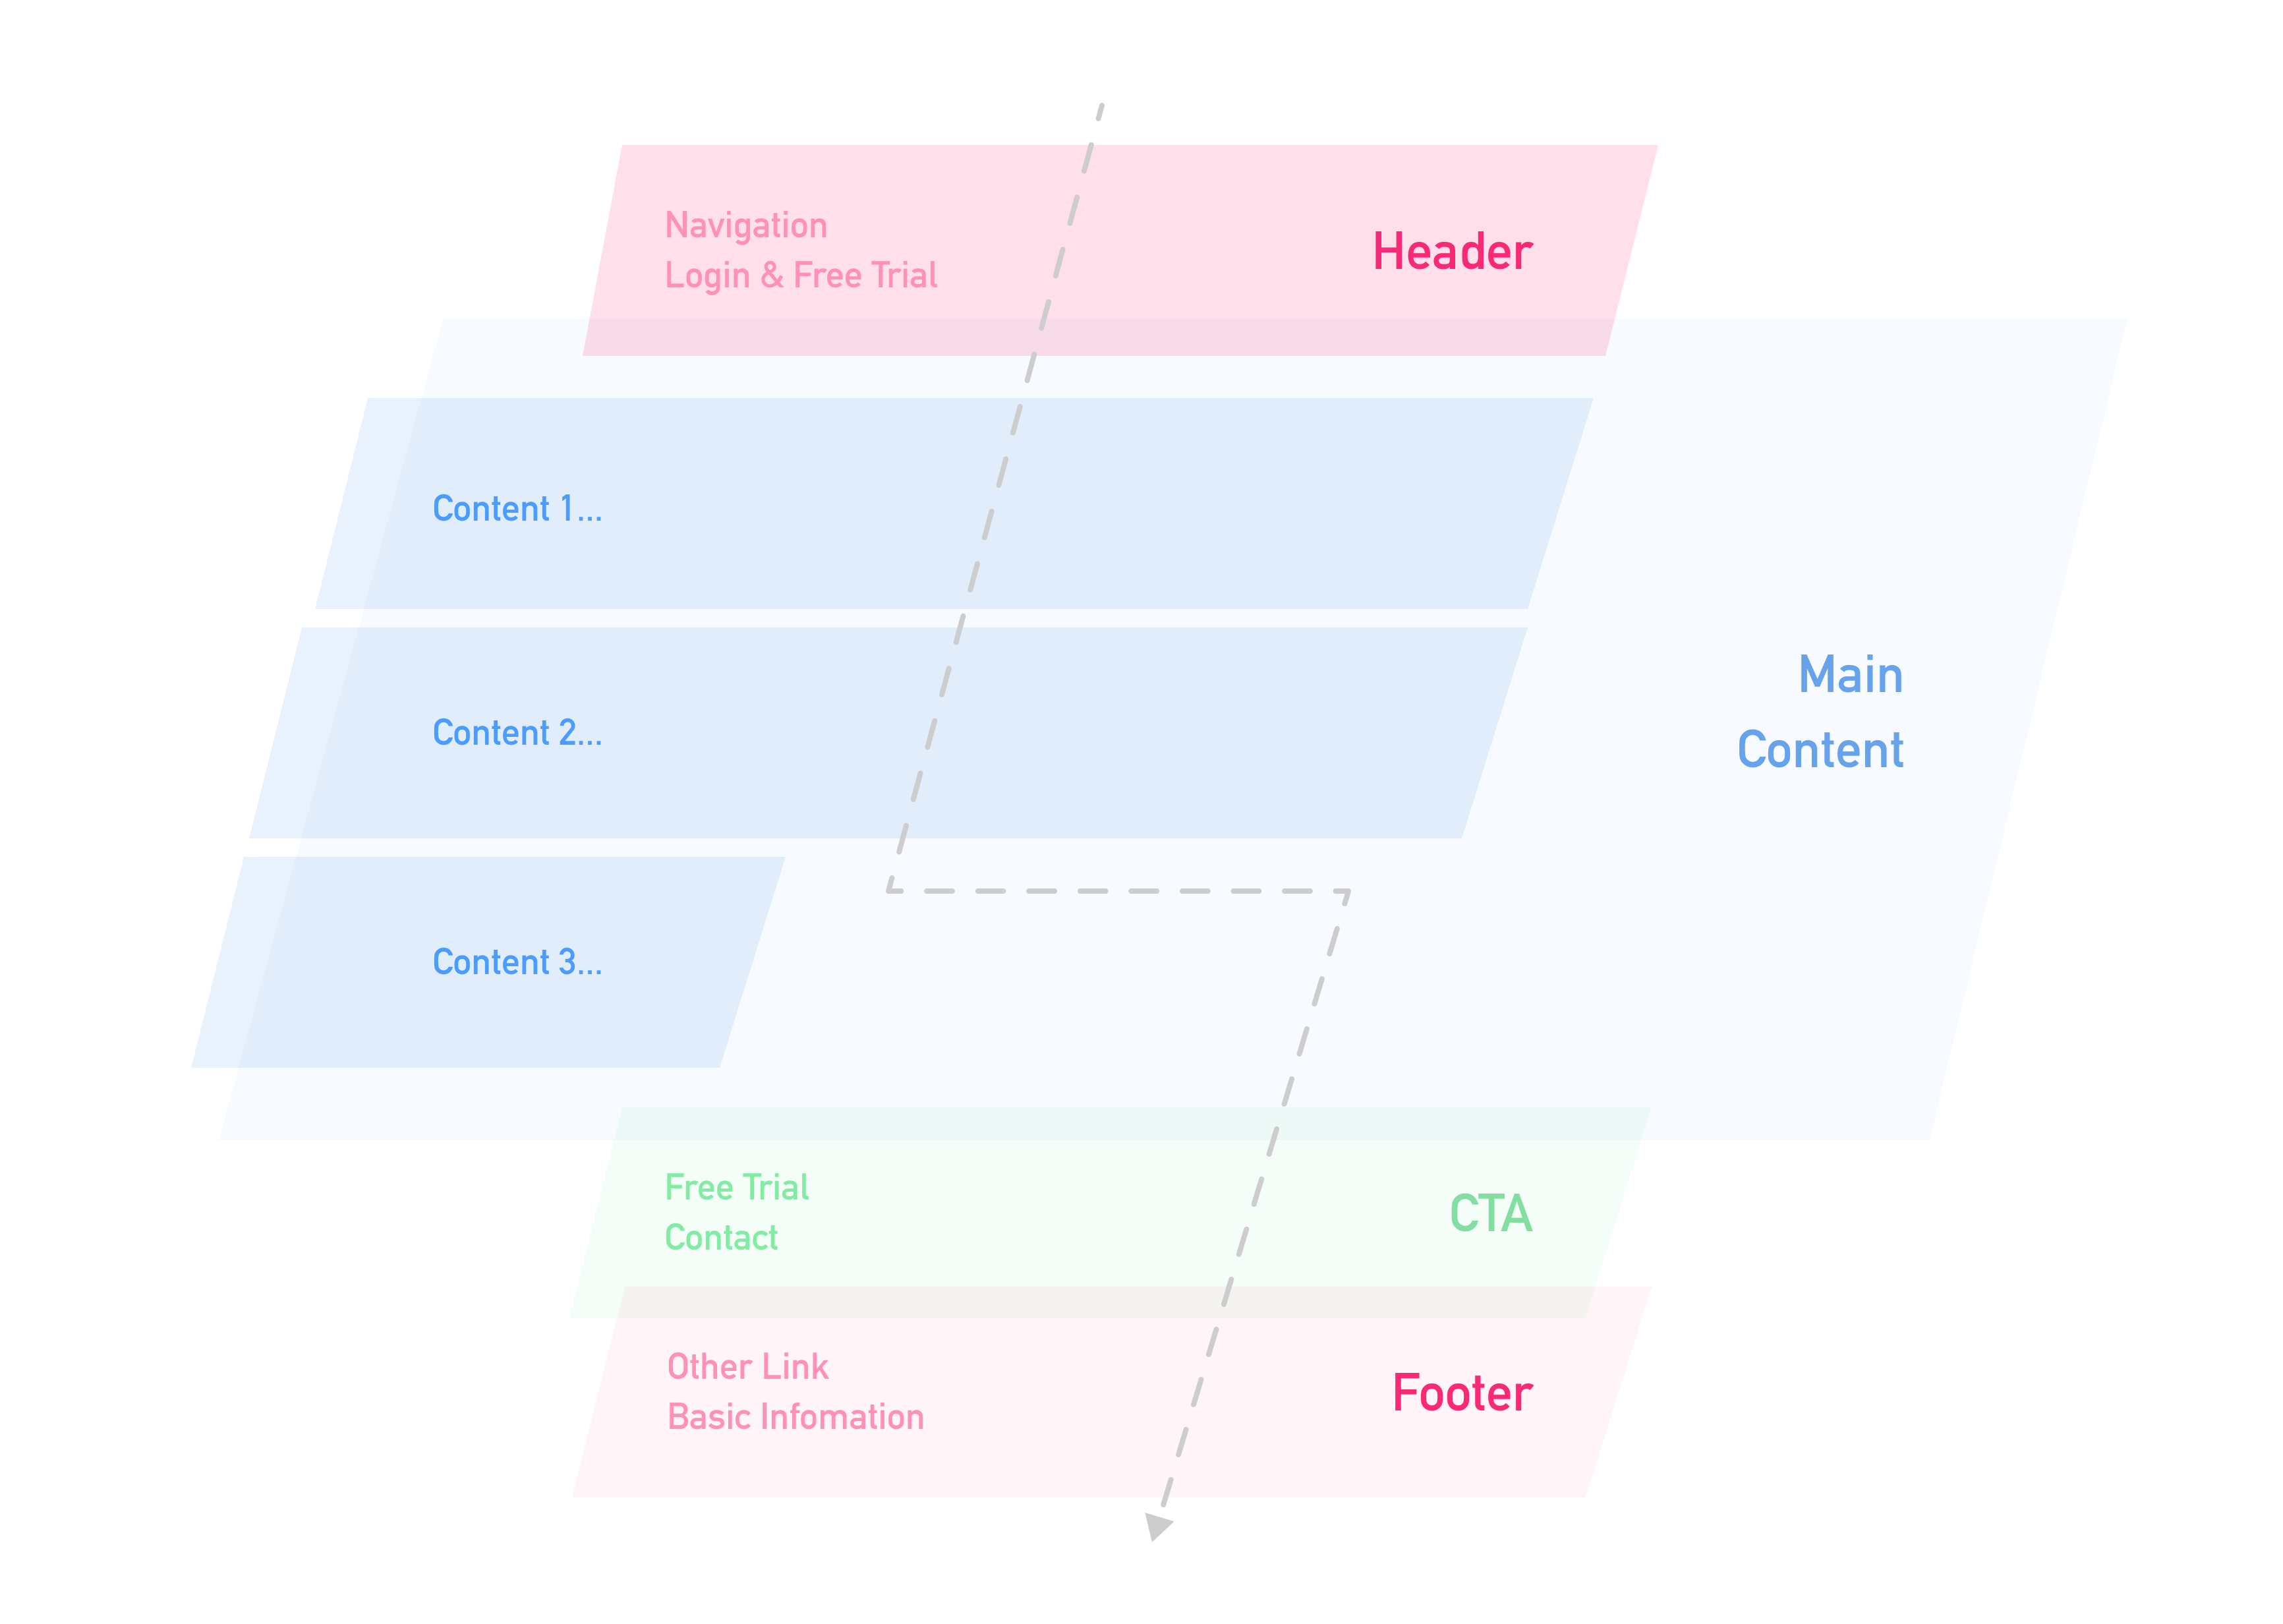 Navigation
Login & Free Trial
Header
Content 1...
Content 2...
Main
Content
Content 3...
Free Trial
Contact
CTA
Other Link
Basic Infomation
Footer